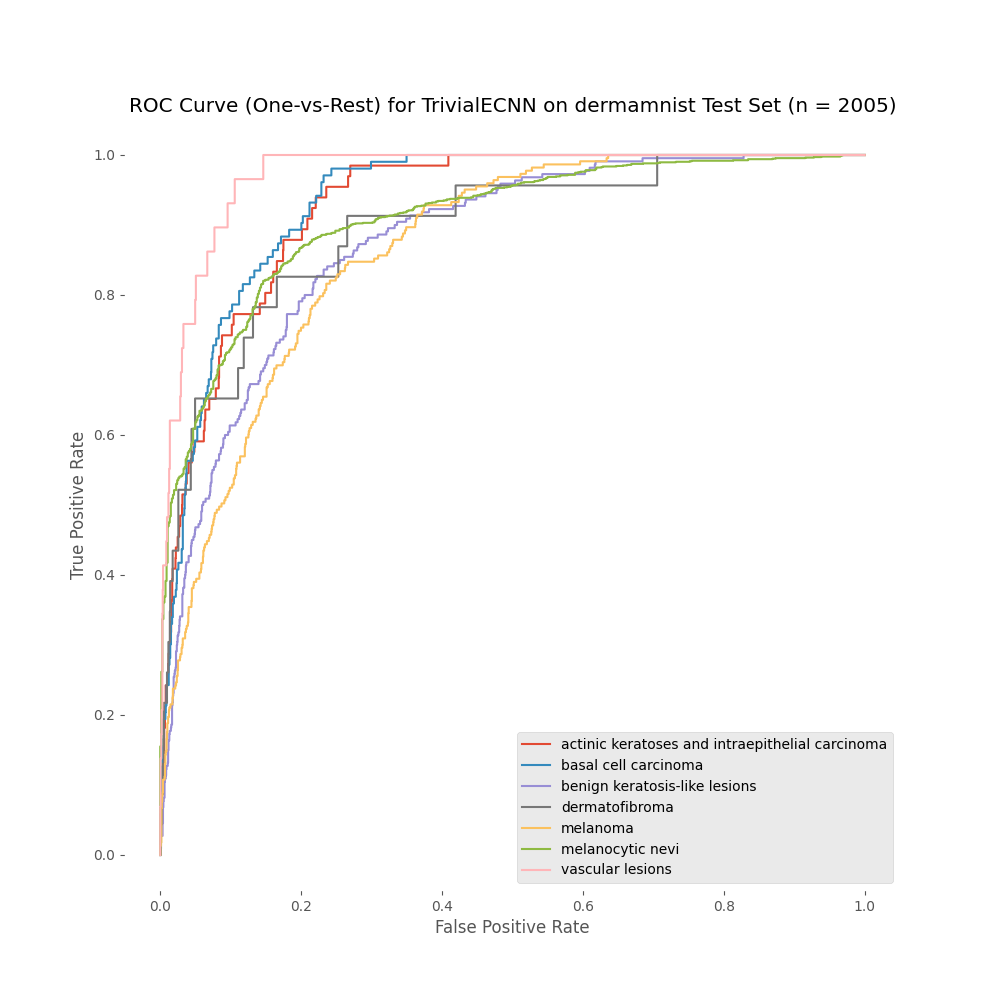 ROC Curve (One-vs-Rest) for TrivialECNN on dermamnist Test Set (n = 2005)
True Positive Rate
1.0
0.8
0.6
0.4
0.2
0.0
actinic keratoses and intraepithelial carcinoma
basal cell carcinoma
benign keratosis-like lesions
dermatofibroma
melanoma
melanocytic nevi
vascular lesions
0.0 0.2 0.4 0.6 0.8 1.0
False Positive Rate